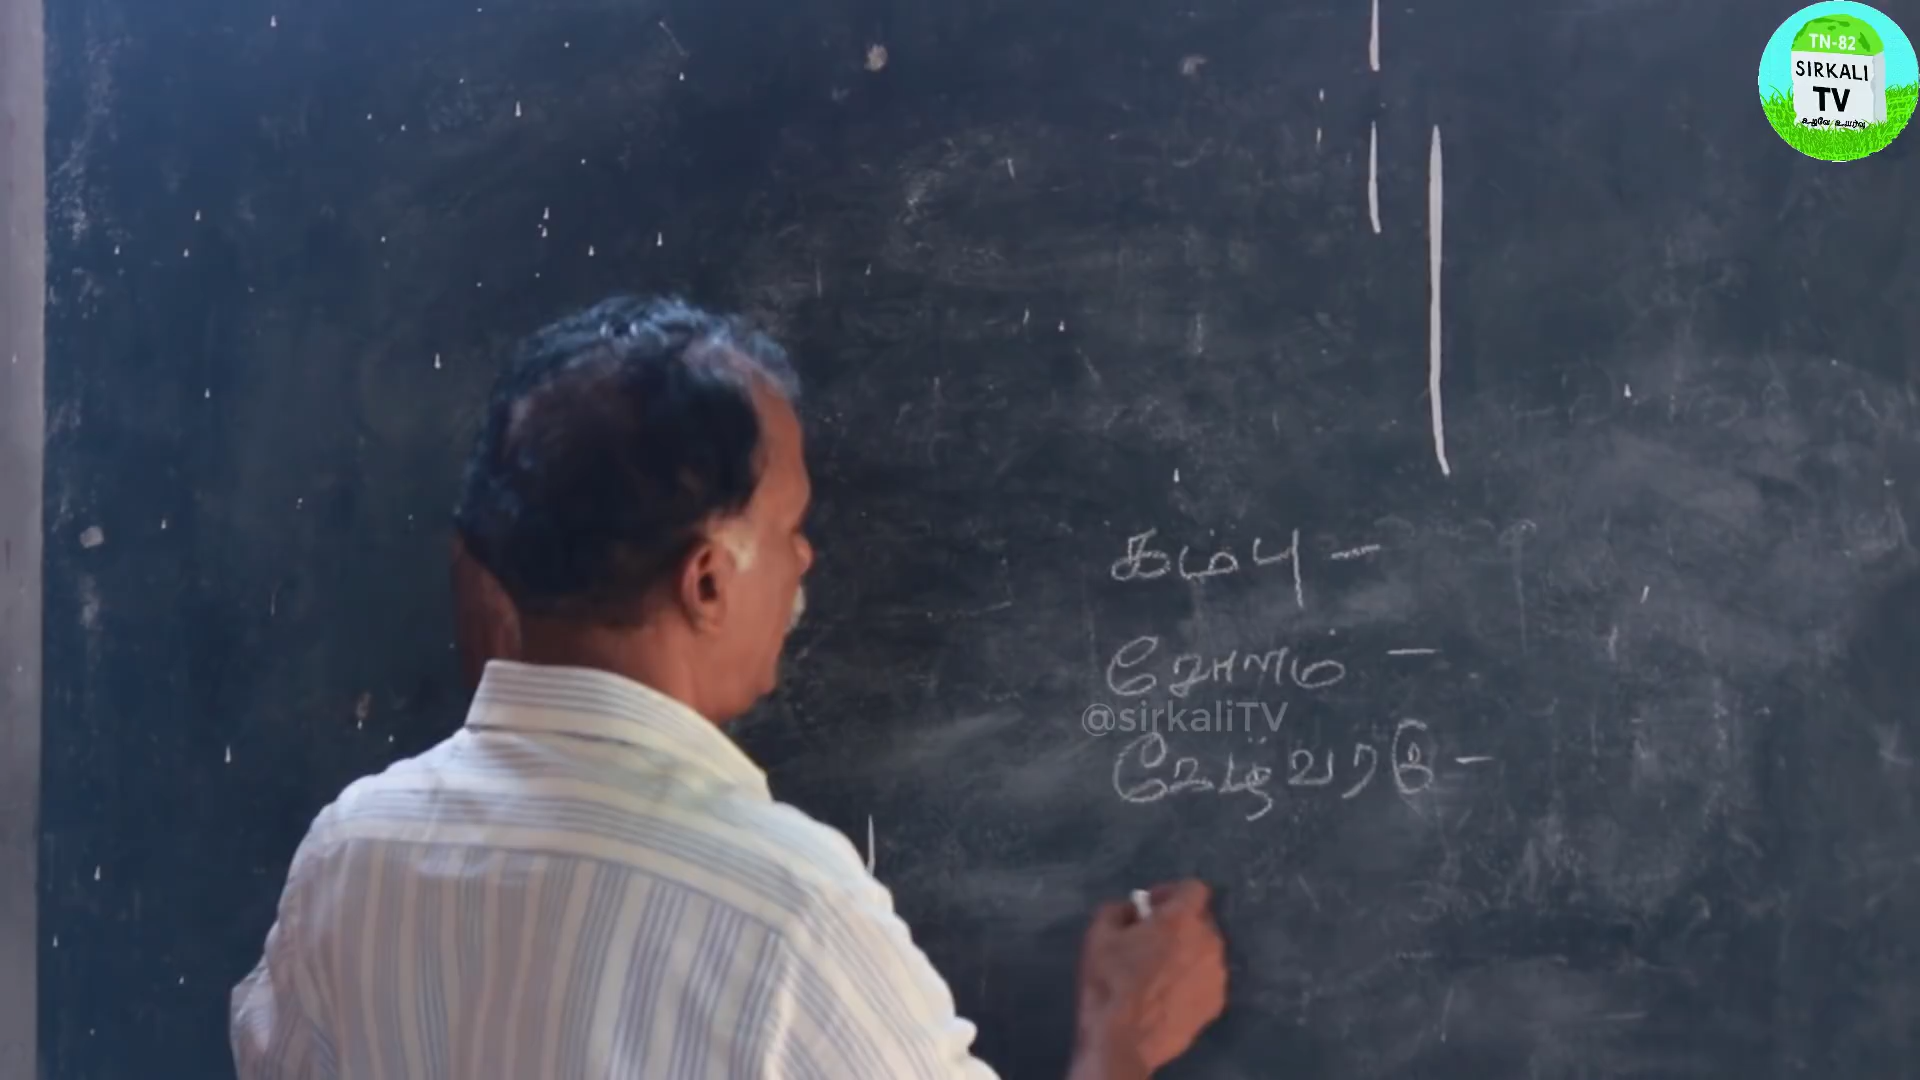 TN-82
SIRKALI
TV
கம்பு -
சோளம் -
@sirkaliTV
கேழ்வரகு -